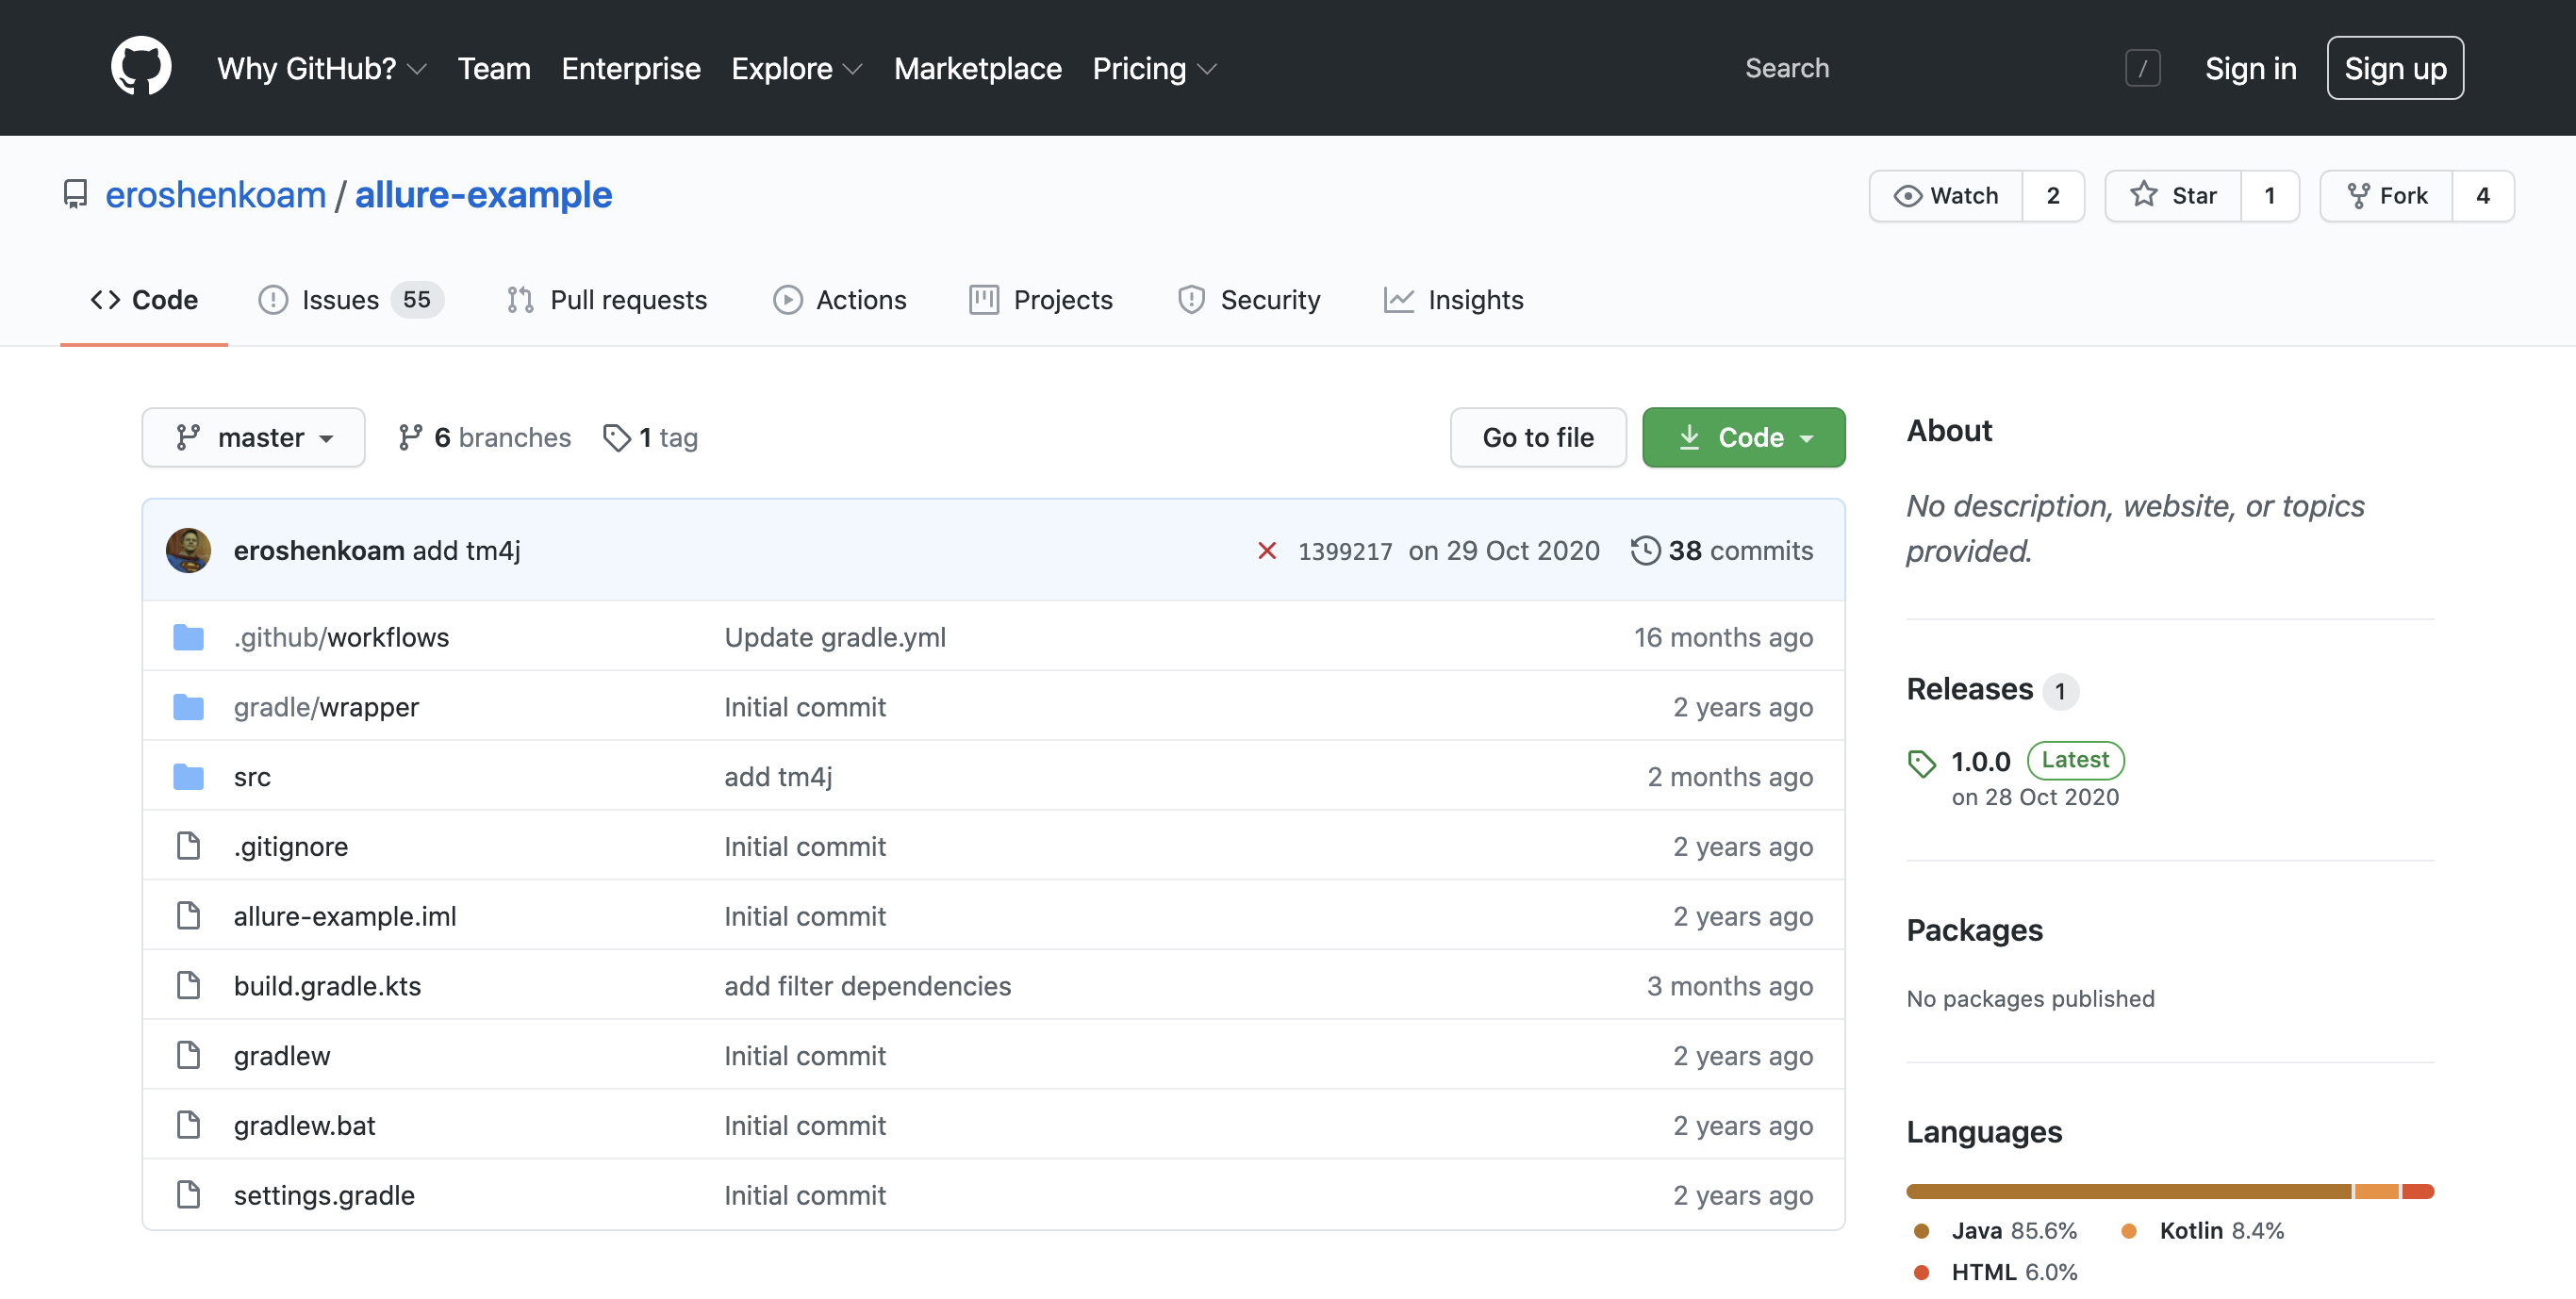 Why GitHub? Team Enterprise Explore Marketplace Pricing Search / Sign in Sign up
eroshenkoam / allure-example Watch 2 Star 1 Fork 4
Code Issues 55 Pull requests Actions Projects Security Insights
master 6 branches 1 tag Go to file Code
eroshenkoam add tm4j 1399217 on 29 Oct 2020 38 commits
.github/workflows Update gradle.yml 16 months ago
gradle/wrapper Initial commit 2 years ago
src add tm4j 2 months ago
.gitignore Initial commit 2 years ago
allure-example.iml Initial commit 2 years ago
build.gradle.kts add filter dependencies 3 months ago
gradlew Initial commit 2 years ago
gradlew.bat Initial commit 2 years ago
settings.gradle Initial commit 2 years ago
About
No description, website, or topics
provided.
Releases 1
1.0.0 Latest
on 28 Oct 2020
Packages
No packages published
Languages
Java 85.6% Kotlin 8.4%
HTML 6.0%